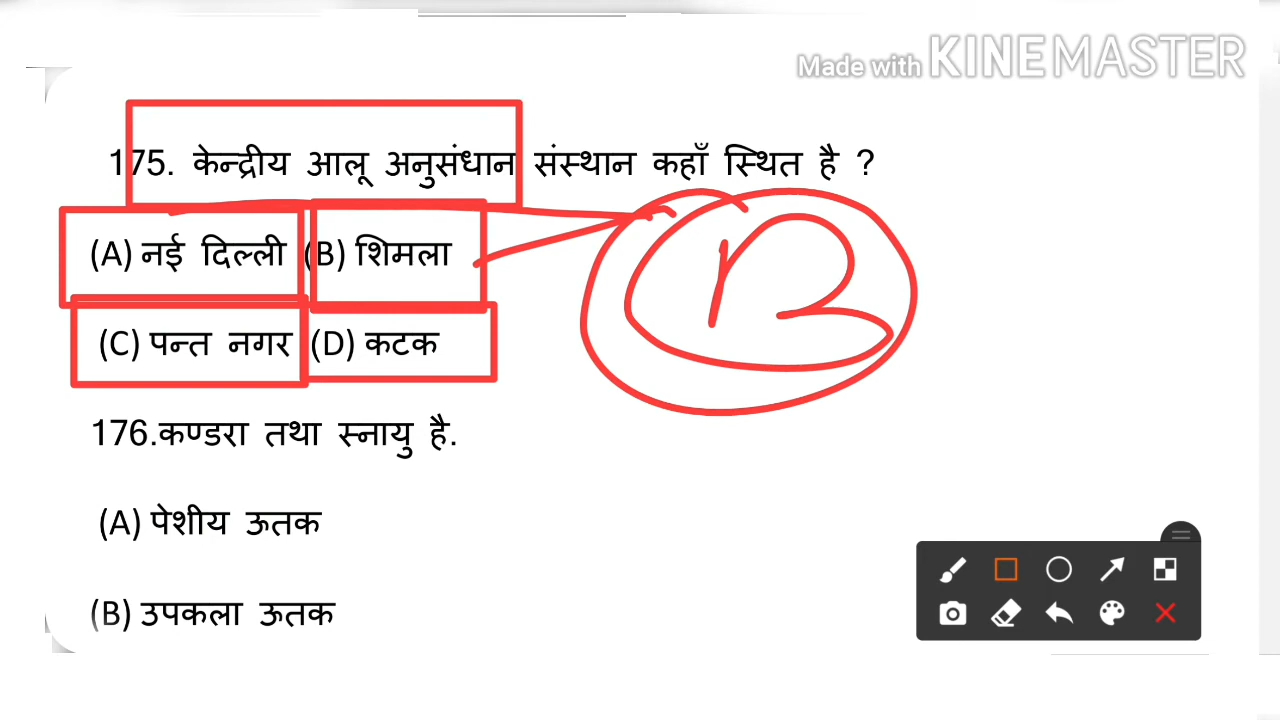 Made with KINEMASTER
175. केन्द्रीय आलू अनुसंधान संस्थान कहाँ स्थित है ?
(A) नई दिल्ली (B) शिमला
B
(C) पन्त नगर (D) कटक
176.कण्डरा तथा स्नायु है.
(A) पेशीय ऊतक
(B) उपकला ऊतक